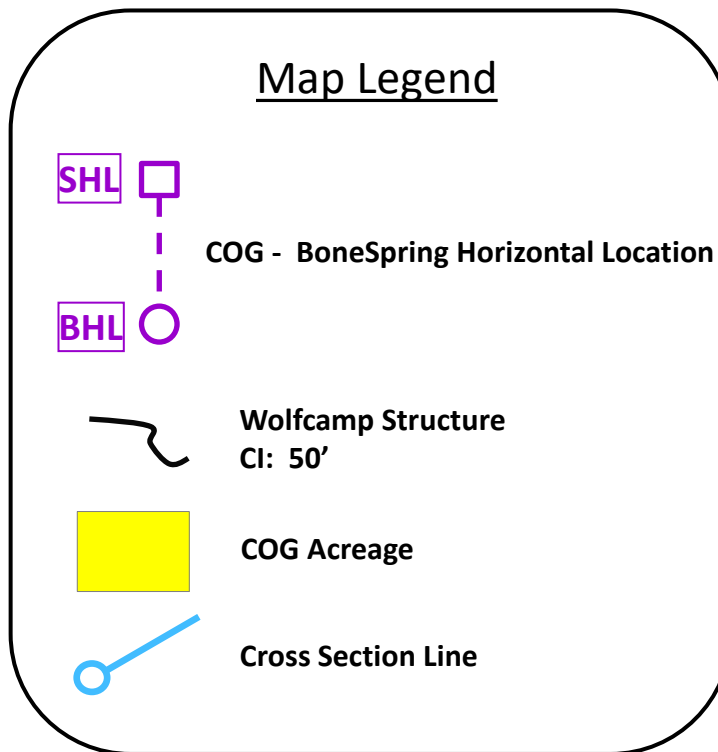 Map Legend
SHL
COG - BoneSpring Horizontal Location
BHL
Wolfcamp Structure
CI: 50’
COG Acreage
Cross Section Line